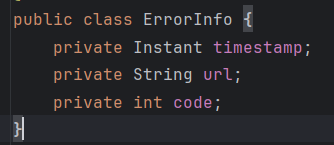 public class ErrorInfo {
    private Instant timestamp;
    private String url;
    private int code;
}